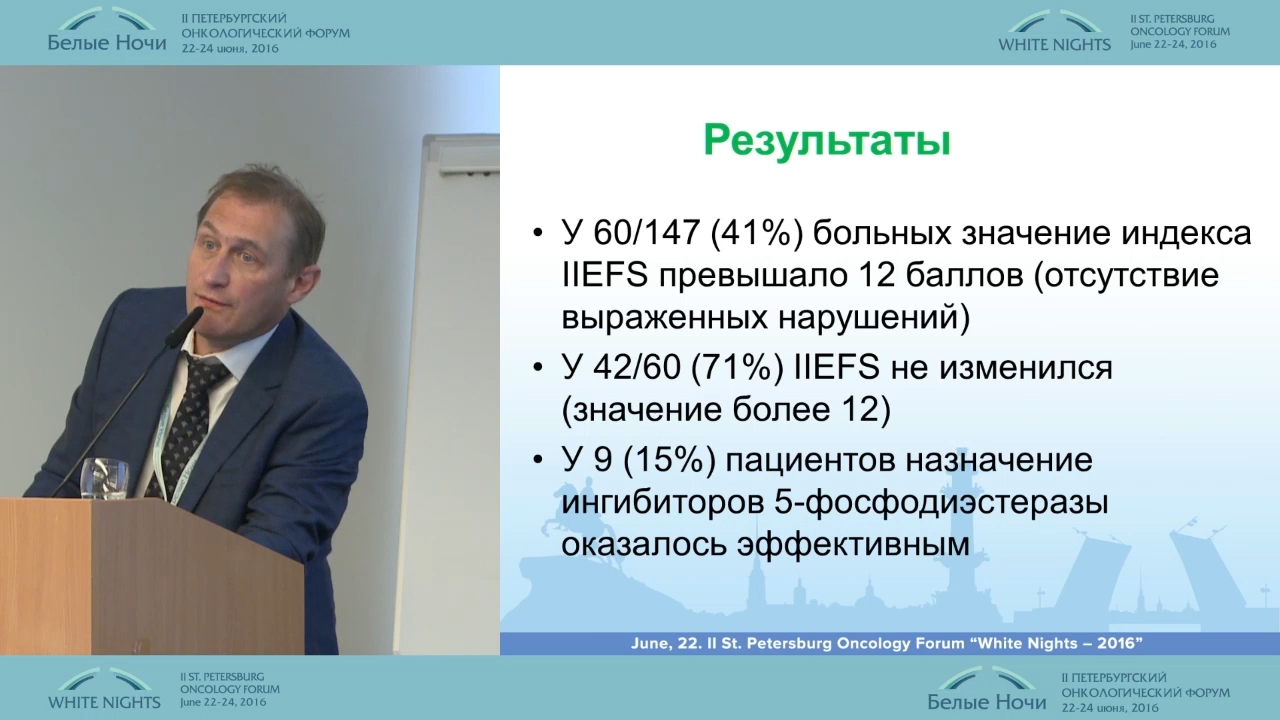 Белые Ночи
II ПЕТЕРБУРГСКИЙ
ОНКОЛОГИЧЕСКИЙ ФОРУМ
22-24 июня, 2016
WHITE NIGHTS
II ST. PETERSBURG
ONCOLOGY FORUM
June 22-24, 2016
Результаты
• У 60/147 (41%) больных значение индекса
IIEFS превышало 12 баллов (отсутствие
выраженных нарушений)
• У 42/60 (71%) IIEFS не изменился
(значение более 12)
• У 9 (15%) пациентов назначение
ингибиторов 5-фосфодиэстеразы
оказалось эффективным
June, 22. II St. Petersburg Oncology Forum “White Nights – 2016”
WHITE NIGHTS
II ST. PETERSBURG
ONCOLOGY FORUM
June 22-24, 2016
Белые Ночи
II ПЕТЕРБУРГСКИЙ
ОНКОЛОГИЧЕСКИЙ ФОРУМ
22-24 июня, 2016